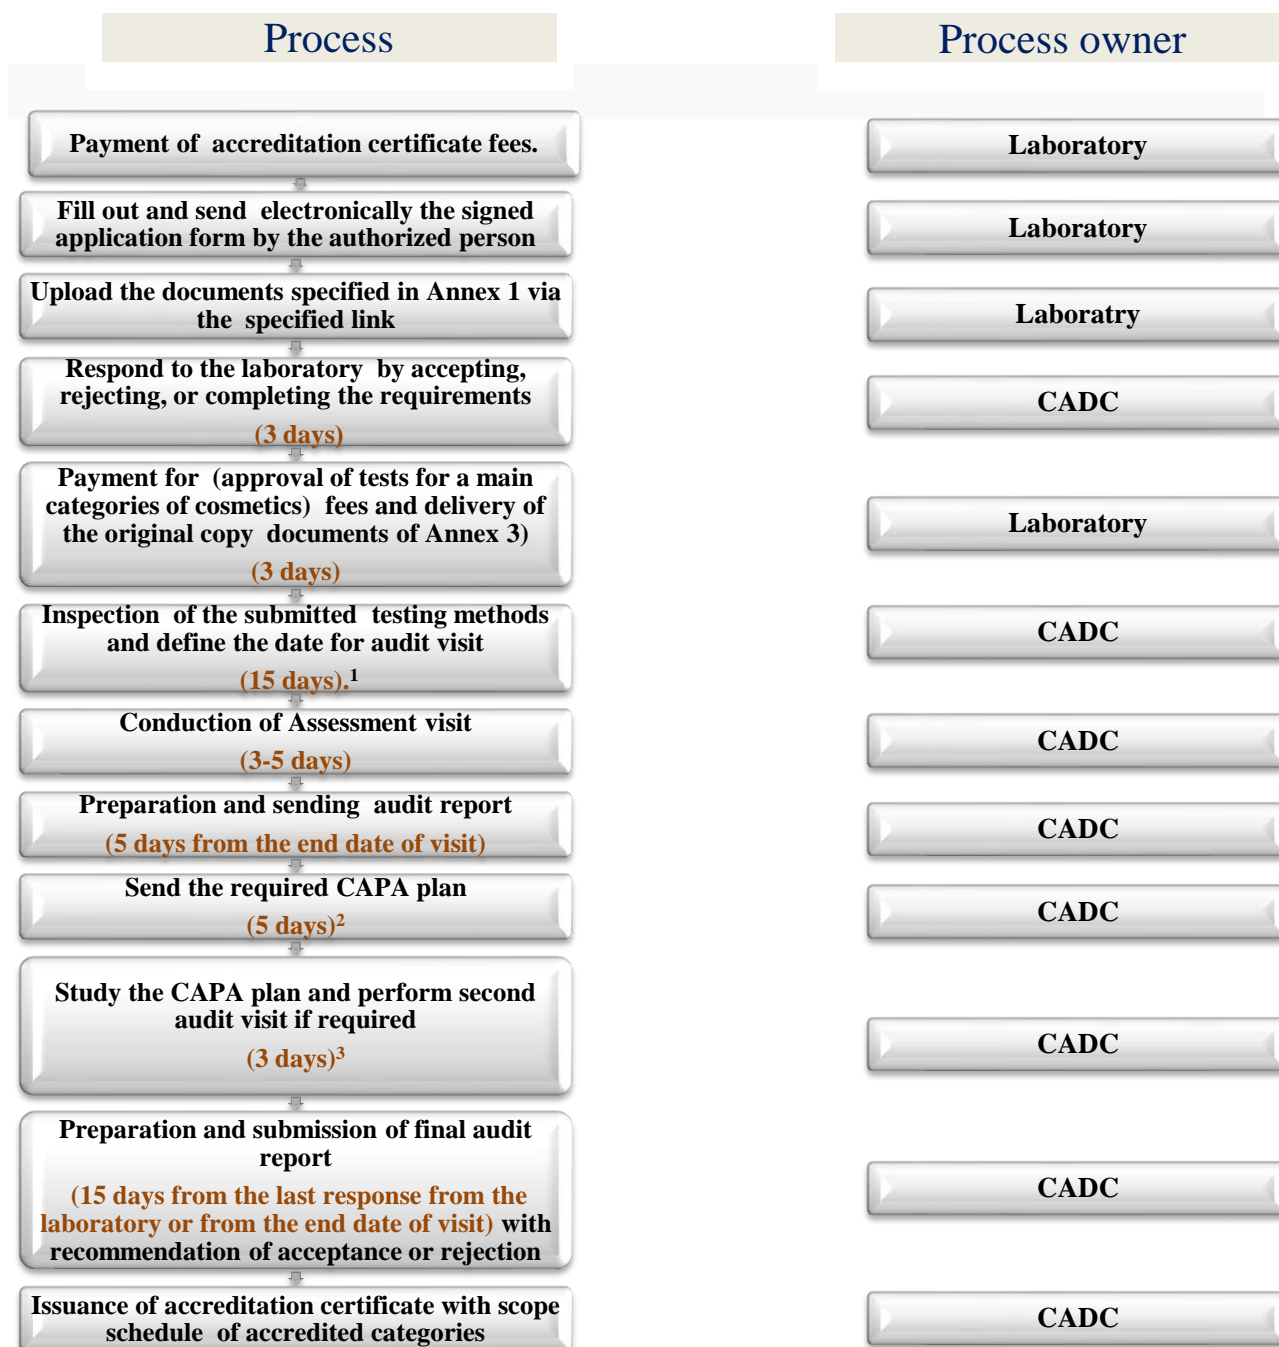 Process
Process owner
Payment of accreditation certificate fees.
Laboratory
Fill out and send electronically the signed
application form by the authorized person
Laboratory
Upload the documents specified in Annex 1 via
the specified link
Laboratry
Respond to the laboratory by accepting,
rejecting, or completing the requirements
(3 days)
CADC
Payment for (approval of tests for a main
categories of cosmetics) fees and delivery of
the original copy documents of Annex 3)
(3 days)
Laboratory
Inspection of the submitted testing methods
and define the date for audit visit
(15 days).¹
CADC
Conduction of Assessment visit
(3-5 days)
CADC
Preparation and sending audit report
(5 days from the end date of visit)
CADC
Send the required CAPA plan
(5 days)²
CADC
Study the CAPA plan and perform second
audit visit if required
(3 days)³
CADC
Preparation and submission of final audit
report
(15 days from the last response from the
laboratory or from the end date of visit) with
recommendation of acceptance or rejection
CADC
Issuance of accreditation certificate with scope
schedule of accredited categories
CADC